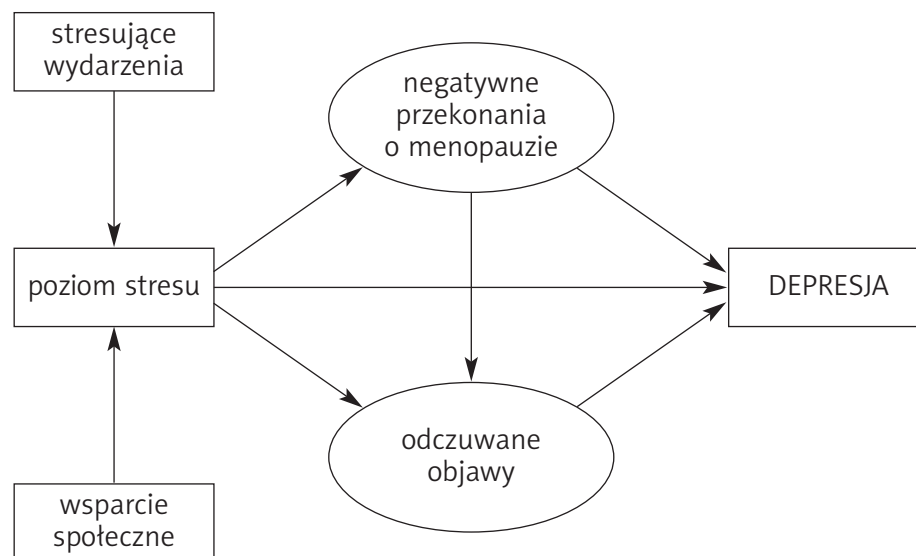 stresujące
wydarzenia
negatywne
przekonania
o menopauzie
poziom stresu
DEPRESJA
odczuwane
objawy
wsparcie
społeczne